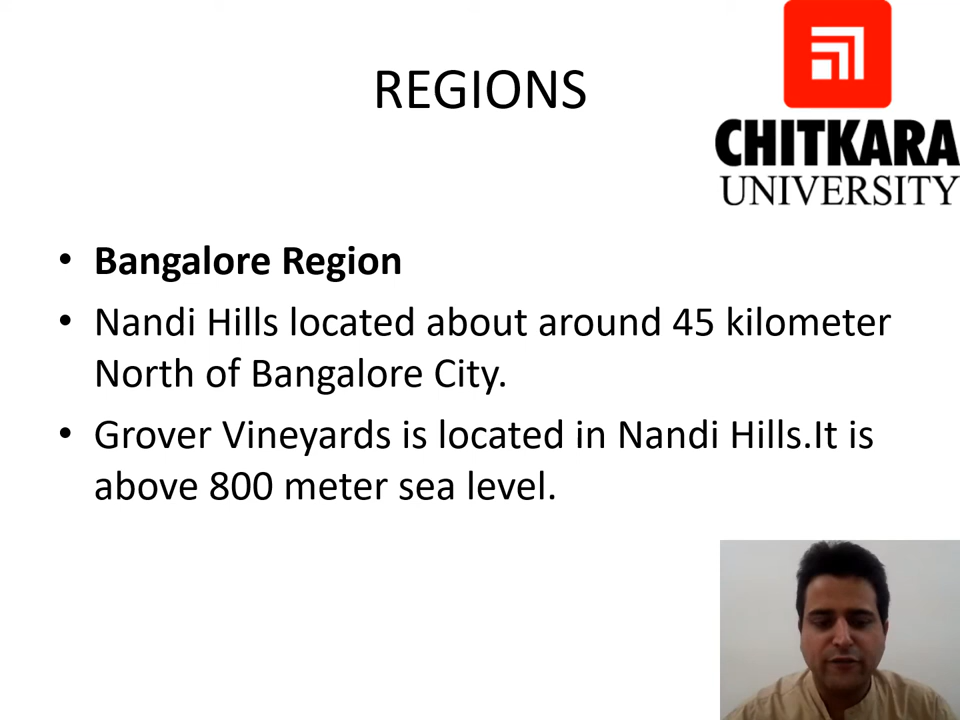 REGIONS
CHITKARA
UNIVERSITY
• Bangalore Region
• Nandi Hills located about around 45 kilometer
North of Bangalore City.
• Grover Vineyards is located in Nandi Hills.It is
above 800 meter sea level.